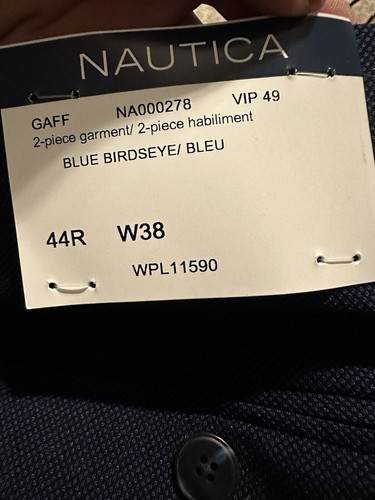 NAUTICA
GAFF NA000278 VIP 49
2-piece garment/ 2-piece habiliment
BLUE BIRDSEYE/ BLEU
44R W38
WPL11590